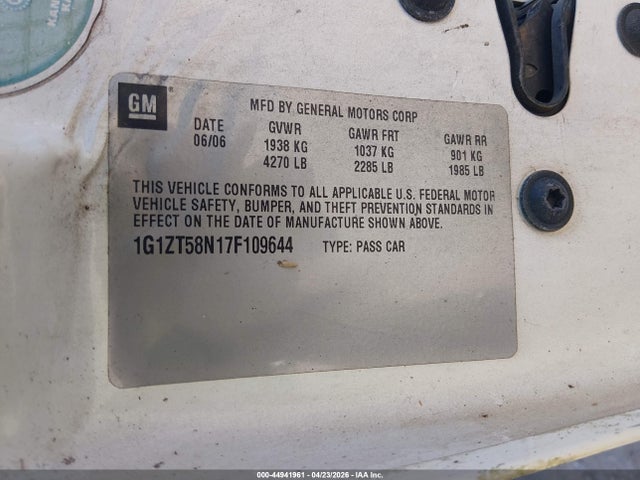 GM
MFD BY GENERAL MOTORS CORP
DATE GVWR GAWR FRT GAWR RR
06/06 1938 KG 1037 KG 901 KG
4270 LB 2285 LB 1985 LB
THIS VEHICLE CONFORMS TO ALL APPLICABLE U.S. FEDERAL MOTOR
VEHICLE SAFETY, BUMPER, AND THEFT PREVENTION STANDARDS IN
EFFECT ON THE DATE OF MANUFACTURE SHOWN ABOVE.
1G1ZT58N17F109644 TYPE: PASS CAR
000-44941961 - 04/23/2026 - IAA Inc.